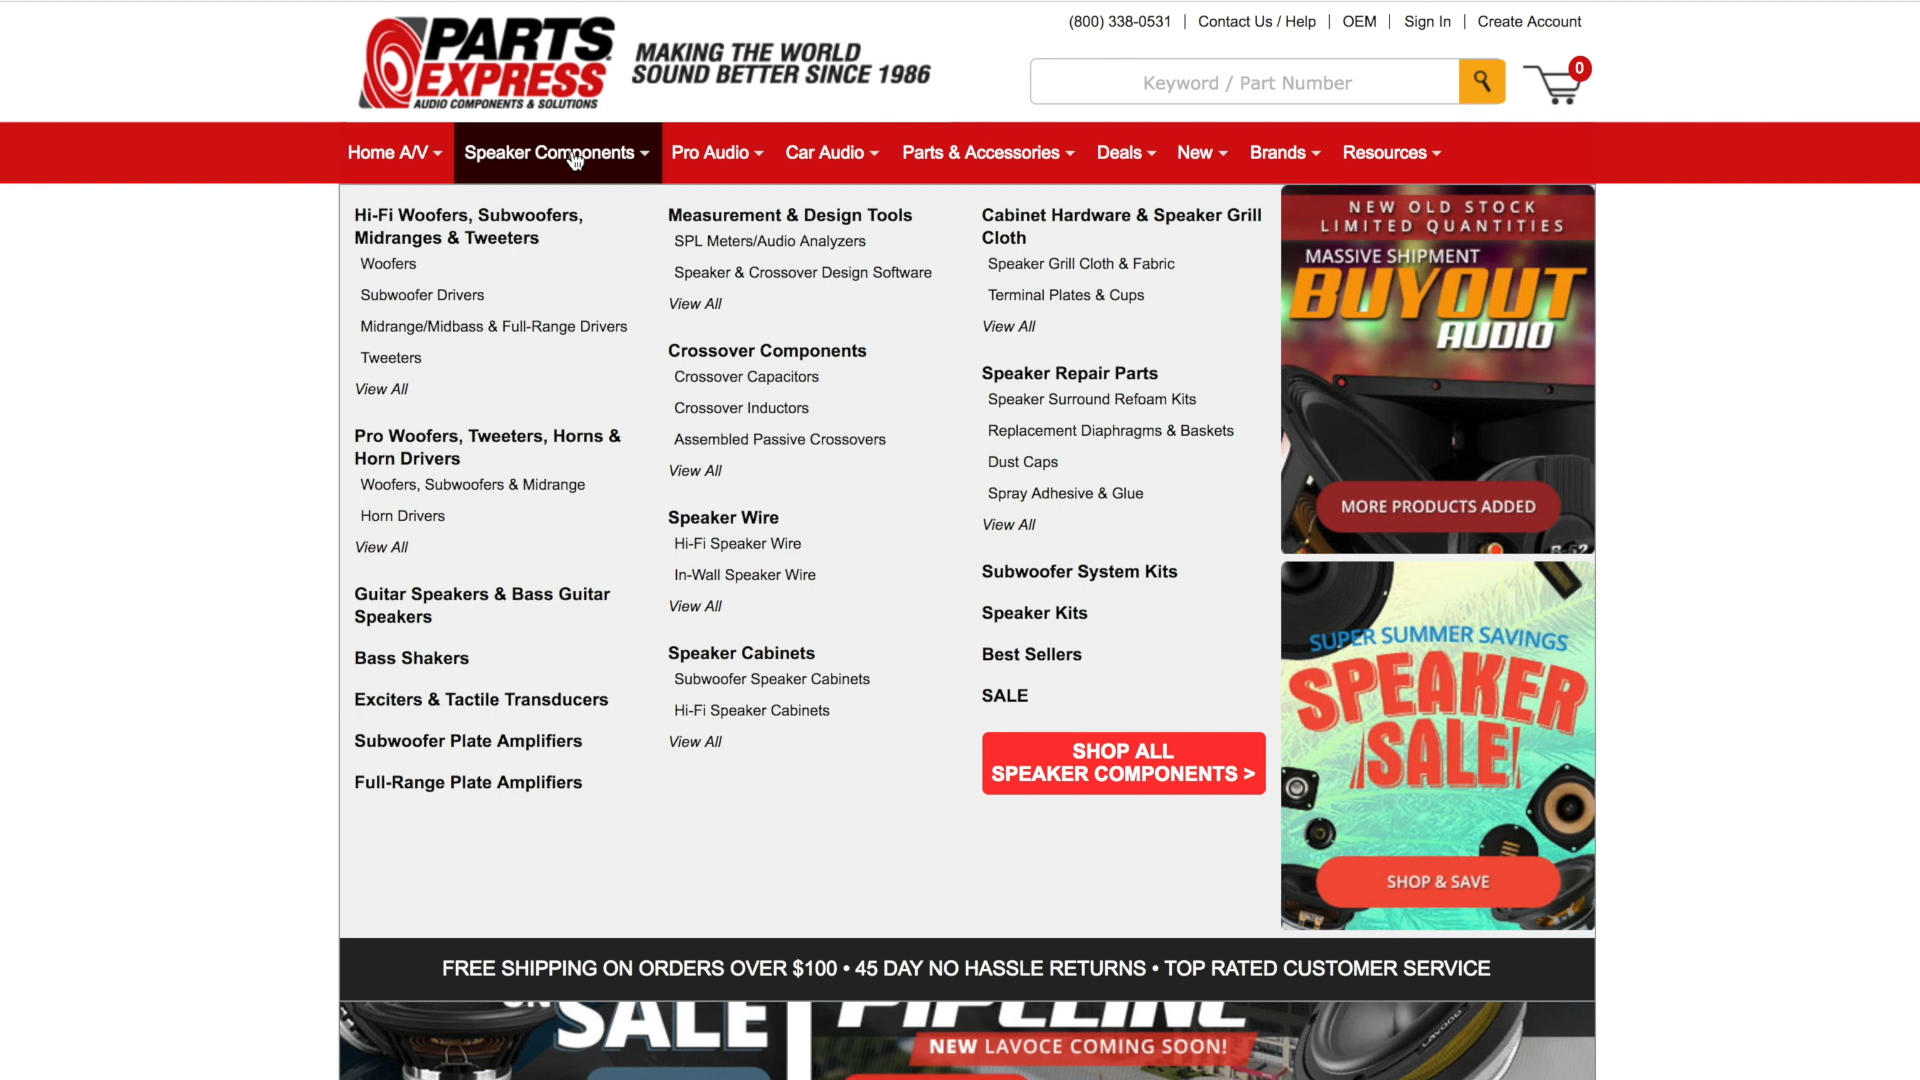 PARTS
EXPRESS
AUDIO COMPONENTS & SOLUTIONS
MAKING THE WORLD
SOUND BETTER SINCE 1986
(800) 338-0531 | Contact Us / Help | OEM | Sign In | Create Account
Keyword / Part Number
0
Home A/V Speaker Components Pro Audio Car Audio Parts & Accessories Deals New Brands Resources
Hi-Fi Woofers, Subwoofers,
Midranges & Tweeters
Woofers
Subwoofer Drivers
Midrange/Midbass & Full-Range Drivers
Tweeters
View All
Pro Woofers, Tweeters, Horns &
Horn Drivers
Woofers, Subwoofers & Midrange
Horn Drivers
View All
Guitar Speakers & Bass Guitar
Speakers
Bass Shakers
Exciters & Tactile Transducers
Subwoofer Plate Amplifiers
Full-Range Plate Amplifiers
Measurement & Design Tools
SPL Meters/Audio Analyzers
Speaker & Crossover Design Software
View All
Crossover Components
Crossover Capacitors
Crossover Inductors
Assembled Passive Crossovers
View All
Speaker Wire
Hi-Fi Speaker Wire
In-Wall Speaker Wire
View All
Speaker Cabinets
Subwoofer Speaker Cabinets
Hi-Fi Speaker Cabinets
View All
Cabinet Hardware & Speaker Grill
Cloth
Speaker Grill Cloth & Fabric
Terminal Plates & Cups
View All
Speaker Repair Parts
Speaker Surround Refoam Kits
Replacement Diaphragms & Baskets
Dust Caps
Spray Adhesive & Glue
View All
Subwoofer System Kits
Speaker Kits
Best Sellers
SALE
SHOP ALL
SPEAKER COMPONENTS >
NEW OLD STOCK
LIMITED QUANTITIES
MASSIVE SHIPMENT
BUYOUT
AUDIO
MORE PRODUCTS ADDED
SUPER SUMMER SAVINGS
SPEAKER
SALE!
SHOP & SAVE
FREE SHIPPING ON ORDERS OVER $100 • 45 DAY NO HASSLE RETURNS • TOP RATED CUSTOMER SERVICE
ON
SALE
PIPELINE
NEW LAVOCE COMING SOON!
LAVOCE